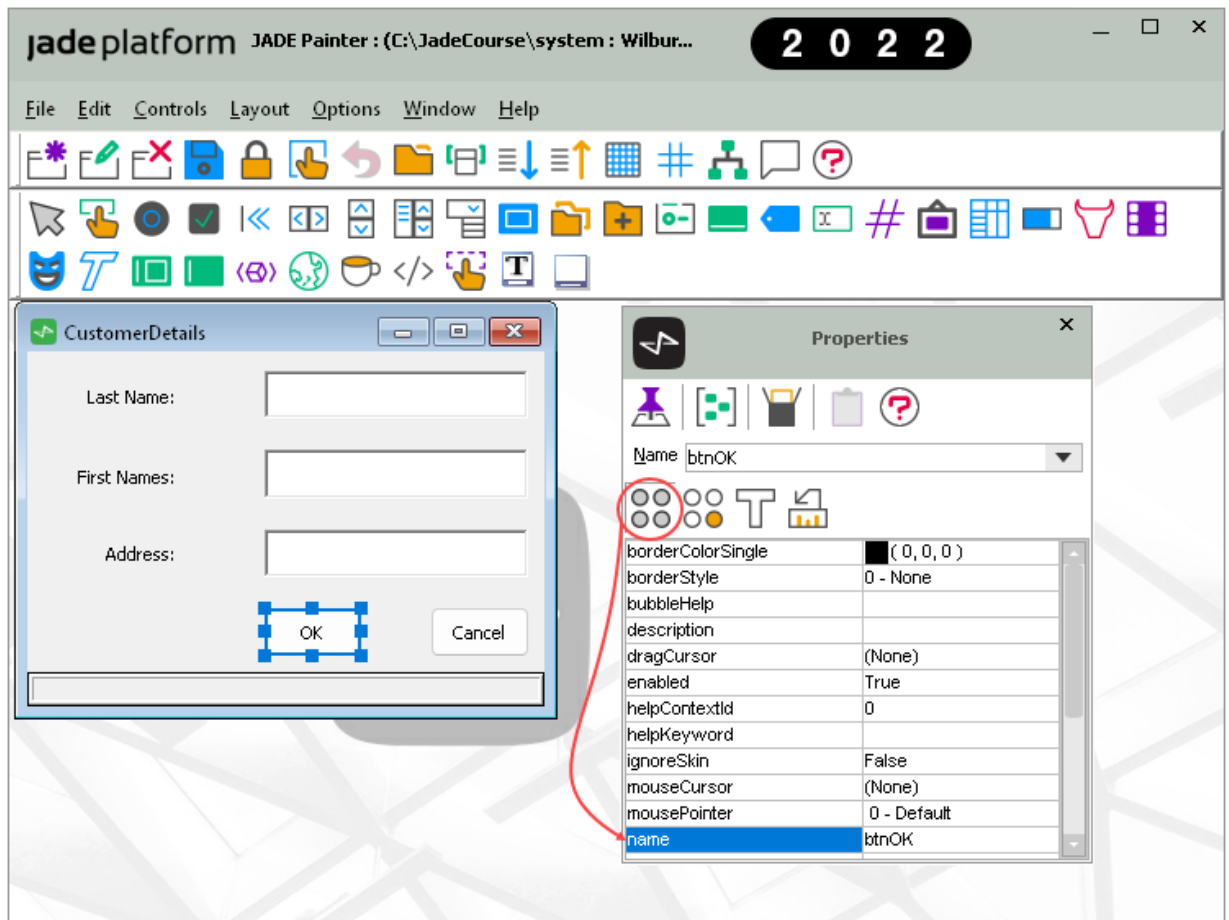 jade platform JADE Painter : (C:\JadeCourse\system : Wilbur... 2 0 2 2
File Edit Controls Layout Options Window Help
CustomerDetails
Last Name:
First Names:
Address:
OK Cancel
Properties
Name btnOK
borderColorSingle ( 0, 0, 0 )
borderStyle 0 - None
bubbleHelp
description
dragCursor (None)
enabled True
helpContextId 0
helpKeyword
ignoreSkin False
mouseCursor (None)
mousePointer 0 - Default
name btnOK